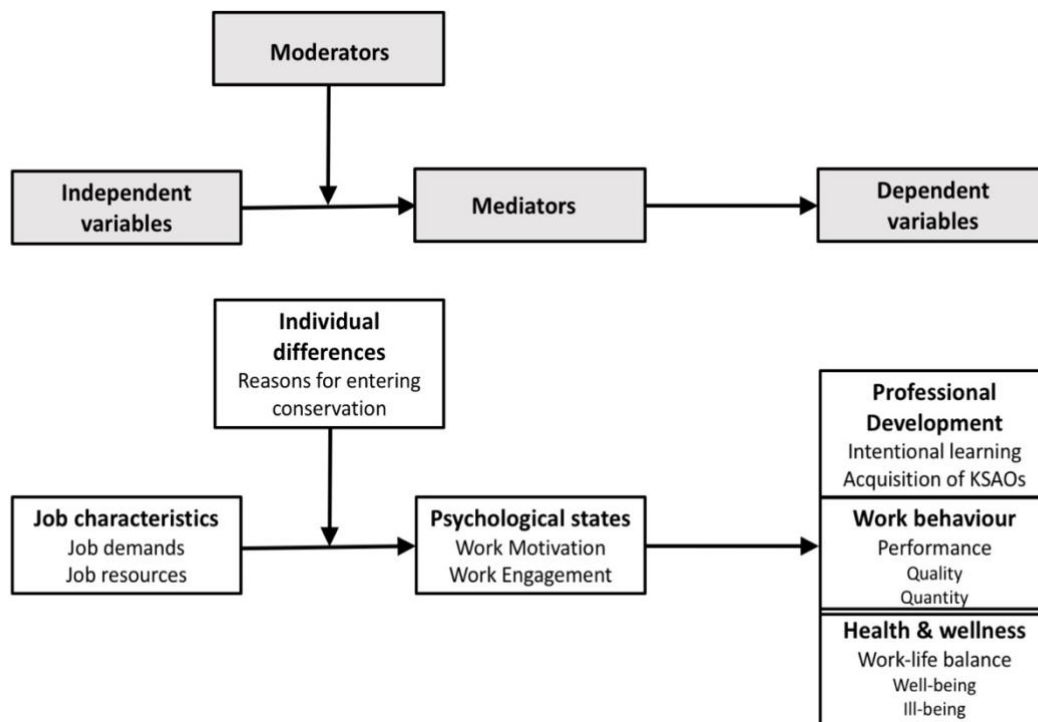 Moderators
Independent
variables
Mediators
Dependent
variables
Individual
differences
Reasons for entering
conservation
Job characteristics
Job demands
Job resources
Psychological states
Work Motivation
Work Engagement
Professional
Development
Intentional learning
Acquisition of KSAOs
Work behaviour
Performance
Quality
Quantity
Health & wellness
Work-life balance
Well-being
Ill-being